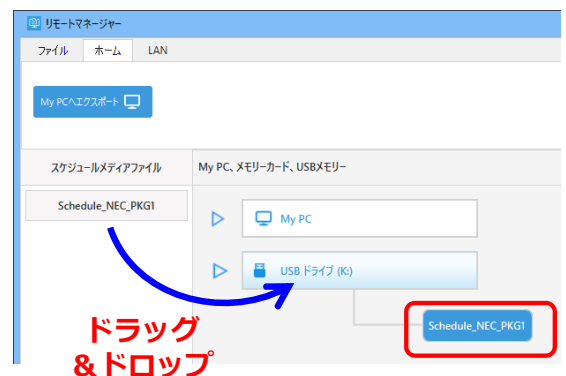 リモートマネージャー
ファイル ホーム LAN
My PCへエクスポート
スケジュールメディアファイル My PC、メモリーカード、USBメモリー
Schedule_NEC_PKG1
My PC
USB ドライブ (K:)
Schedule_NEC_PKG1
ドラッグ
&ドロップ